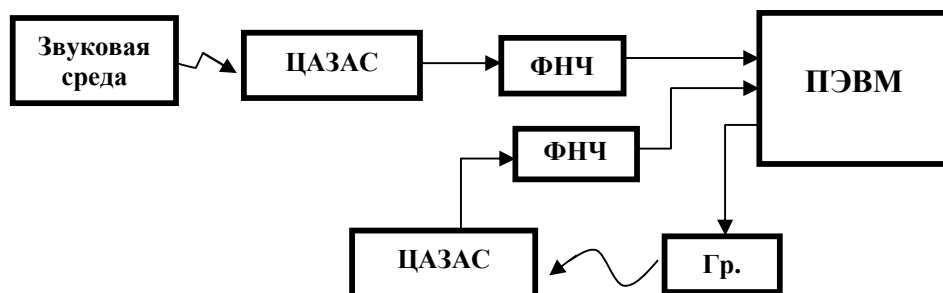 Звуковая
среда
ЦАЗАС
ФНЧ
ПЭВМ
ФНЧ
ЦАЗАС
Гр.